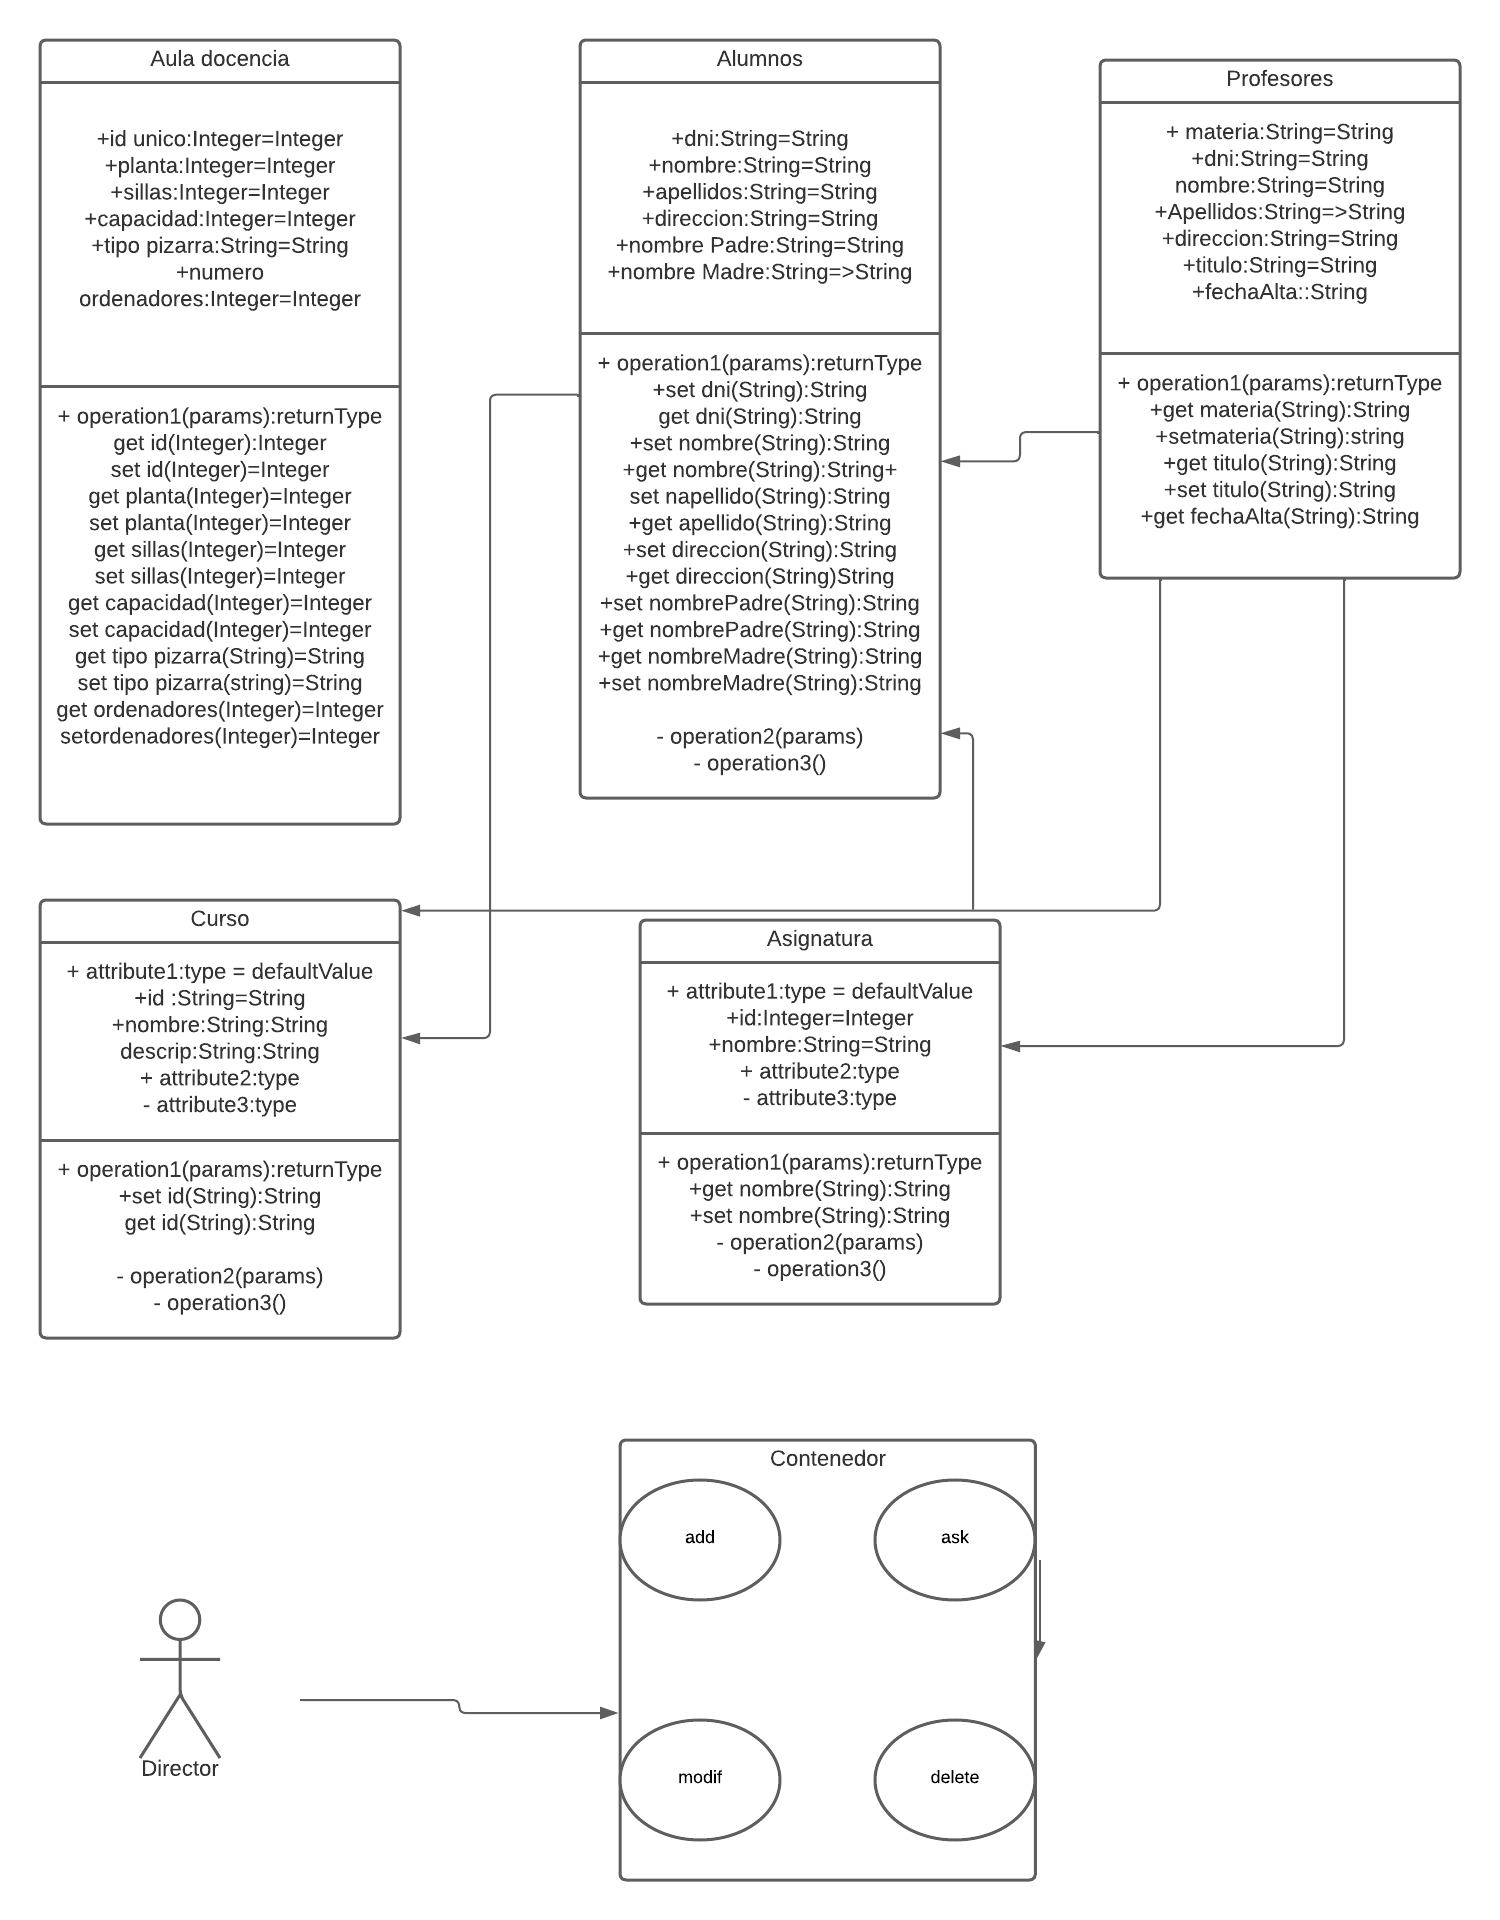 Aula docencia
+id unico:Integer=Integer
+planta:Integer=Integer
+sillas:Integer=Integer
+capacidad:Integer=Integer
+tipo pizarra:String=String
+numero
ordenadores:Integer=Integer
+ operation1(params):returnType
get id(Integer):Integer
set id(Integer)=Integer
get planta(Integer)=Integer
set planta(Integer)=Integer
get sillas(Integer)=Integer
set sillas(Integer)=Integer
get capacidad(Integer)=Integer
set capacidad(Integer)=Integer
get tipo pizarra(String)=String
set tipo pizarra(string)=String
get ordenadores(Integer)=Integer
setordenadores(Integer)=Integer
Alumnos
+dni:String=String
+nombre:String=String
+apellidos:String=String
+direccion:String=String
+nombre Padre:String=String
+nombre Madre:String=>String
+ operation1(params):returnType
+set dni(String):String
get dni(String):String
+set nombre(String):String
+get nombre(String):String+
set napellido(String):String
+get apellido(String):String
+set direccion(String):String
+get direccion(String)String
+set nombrePadre(String):String
+get nombrePadre(String):String
+get nombreMadre(String):String
+set nombreMadre(String):String
- operation2(params)
- operation3()
Profesores
+ materia:String=String
+dni:String=String
nombre:String=String
+Apellidos:String=>String
+direccion:String=String
+titulo:String=String
+fechaAlta::String
+ operation1(params):returnType
+get materia(String):String
+setmateria(String):string
+get titulo(String):String
+set titulo(String):String
+get fechaAlta(String):String
Curso
+ attribute1:type = defaultValue
+id :String=String
+nombre:String:String
descrip:String:String
+ attribute2:type
- attribute3:type
+ operation1(params):returnType
+set id(String):String
get id(String):String
- operation2(params)
- operation3()
Asignatura
+ attribute1:type = defaultValue
+id:Integer=Integer
+nombre:String=String
+ attribute2:type
- attribute3:type
+ operation1(params):returnType
+get nombre(String):String
+set nombre(String):String
- operation2(params)
- operation3()
Contenedor
add
ask
modif
delete
Director